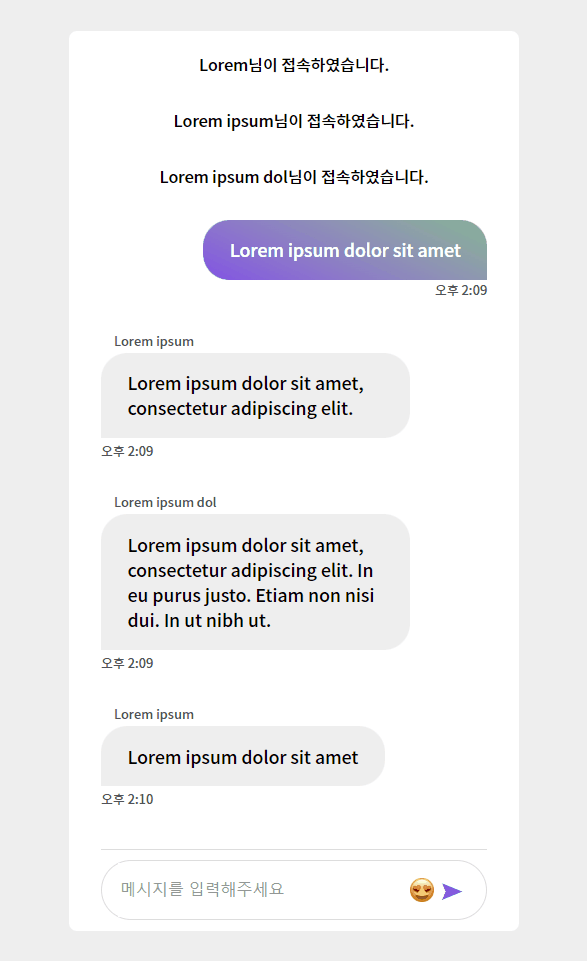 Lorem님이 접속하였습니다.
Lorem ipsum님이 접속하였습니다.
Lorem ipsum dol님이 접속하였습니다.
Lorem ipsum dolor sit amet
오후 2:09
Lorem ipsum
Lorem ipsum dolor sit amet,
consectetur adipiscing elit.
오후 2:09
Lorem ipsum dol
Lorem ipsum dolor sit amet,
consectetur adipiscing elit. In
eu purus justo. Etiam non nisi
dui. In ut nibh ut.
오후 2:09
Lorem ipsum
Lorem ipsum dolor sit amet
오후 2:10
메시지를 입력해주세요